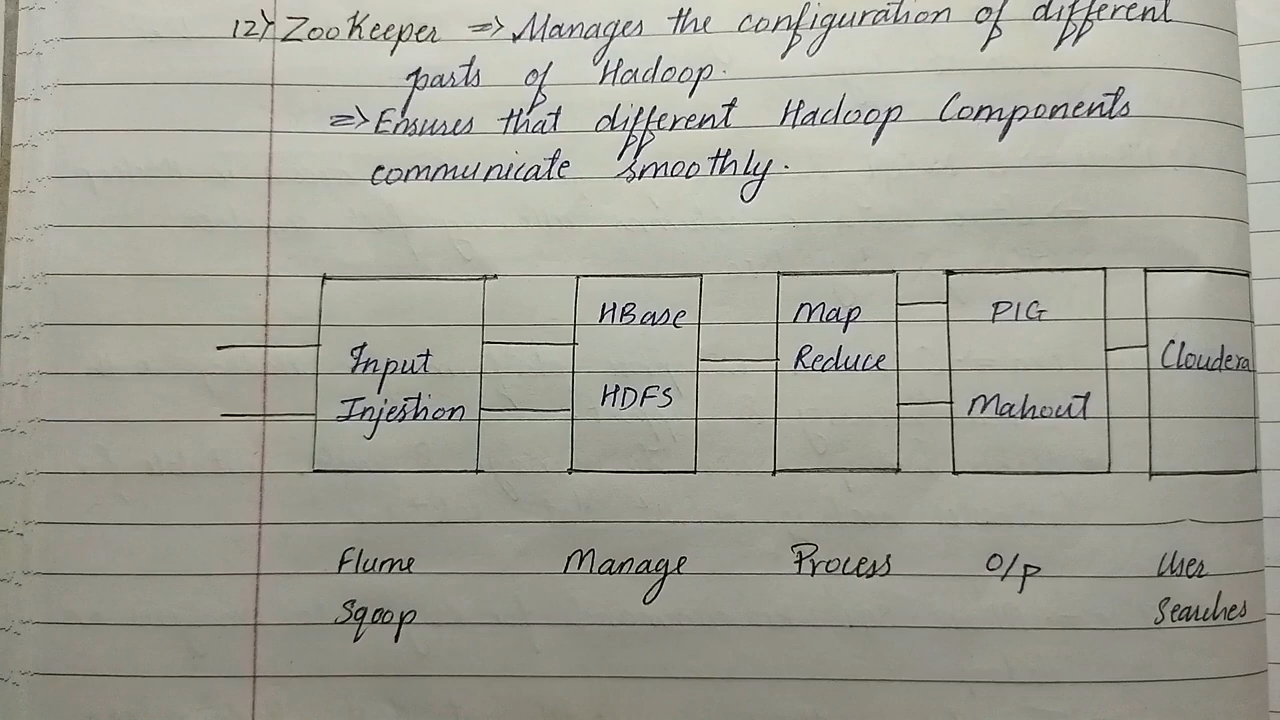 12) ZooKeeper => Manages the configuration of different
parts of Hadoop.
=> Ensures that different Hadoop Components
communicate smoothly.
Input
Injestion
HBase
HDFS
Map
Reduce
PIG
Mahout
Cloudera
Flume
Sqoop
Manage
Process
O/P
User
Searches